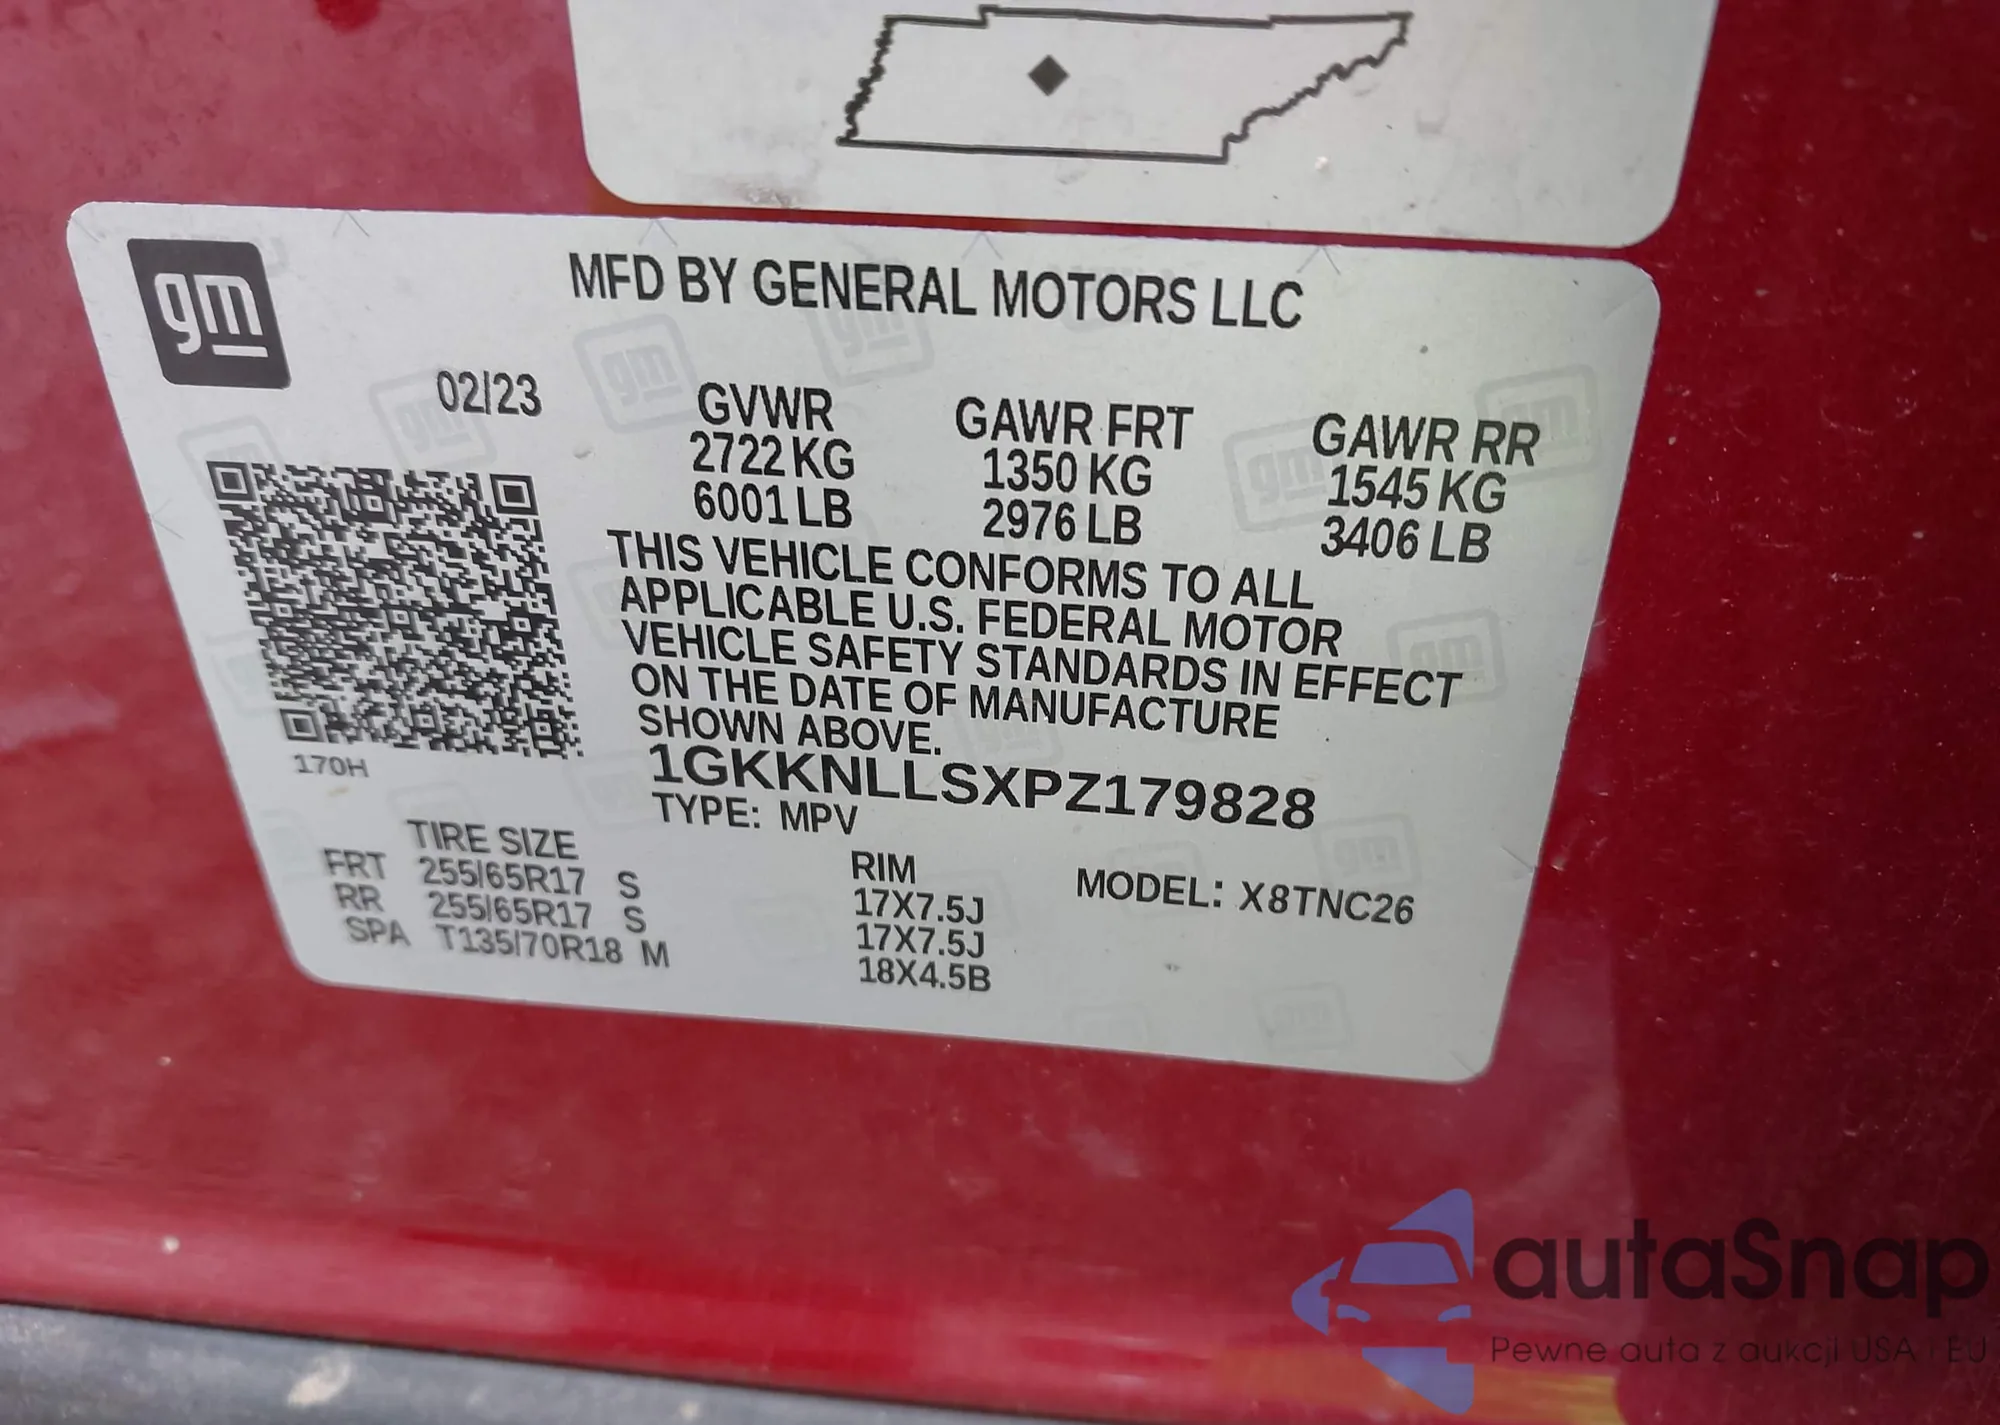 gm
MFD BY GENERAL MOTORS LLC
02/23
GVWR
2722 KG
6001 LB
GAWR FRT
1350 KG
2976 LB
GAWR RR
1545 KG
3406 LB
THIS VEHICLE CONFORMS TO ALL
APPLICABLE U.S. FEDERAL MOTOR
VEHICLE SAFETY STANDARDS IN EFFECT
ON THE DATE OF MANUFACTURE
SHOWN ABOVE.
1GKKNLLSXPZ179828
TYPE: MPV
170H
TIRE SIZE
RIM
FRT 255/65R17 S 17X7.5J
RR 255/65R17 S 17X7.5J
SPA T135/70R18 M 18X4.5B
MODEL: X8TNC26
autaSnap
Pewne auta z aukcji USA i EU